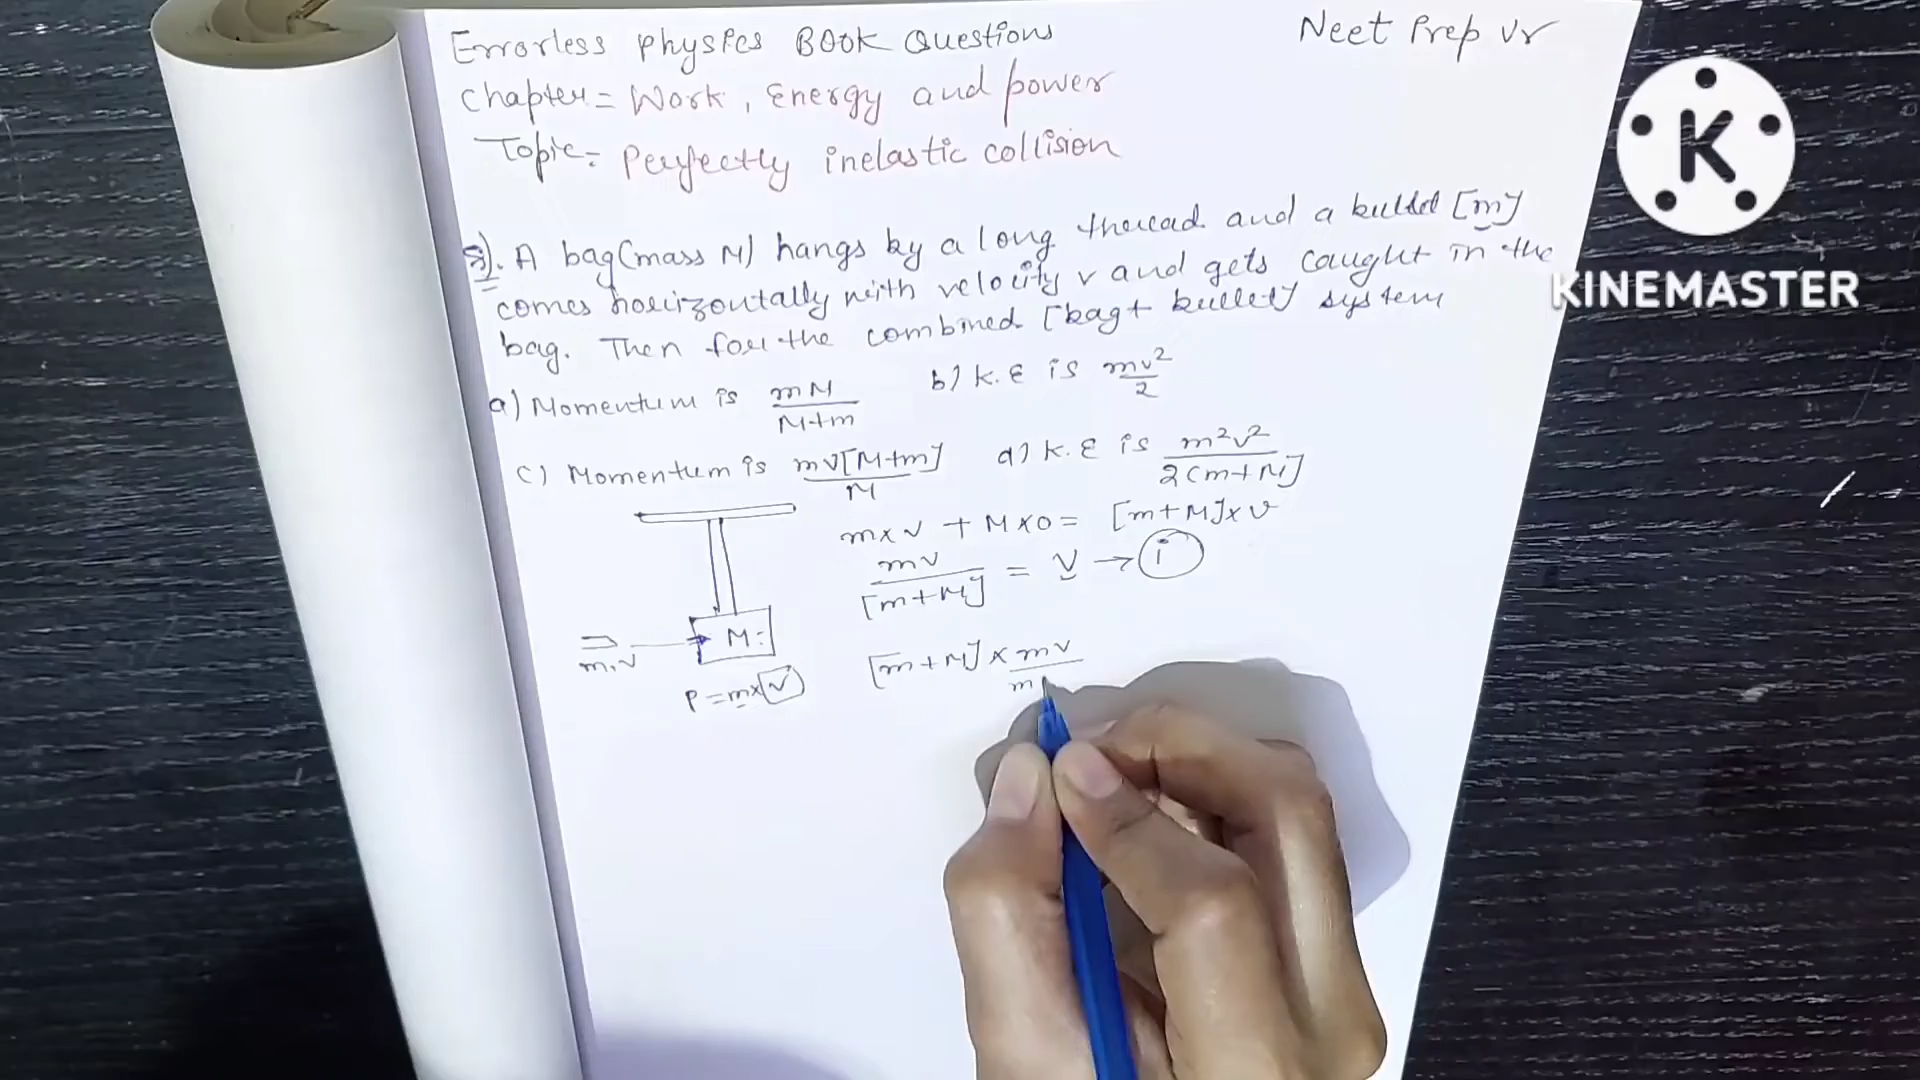 Errorless Physics BOOK Questions
Neet Prep Vr
Chapter = Work, Energy and power
Topic = Perfectly inelastic collision
K
KINEMASTER
8). A bag (mass M) hangs by a long thread and a bullet [m]
comes horizontally with velocity v and gets caught in the
bag. Then for the combined [bag + bullet] system
a) Momentum is mM/M+m
b) K.E is mv²/2
c) Momentum is mv[M+m]/M
d) K.E is m²v²/2(m+M)
m×v + M×0 = [m+M]×v
mv/[m+M] = v → i
M
m,v
p = m×v
[m+M] × mv/m